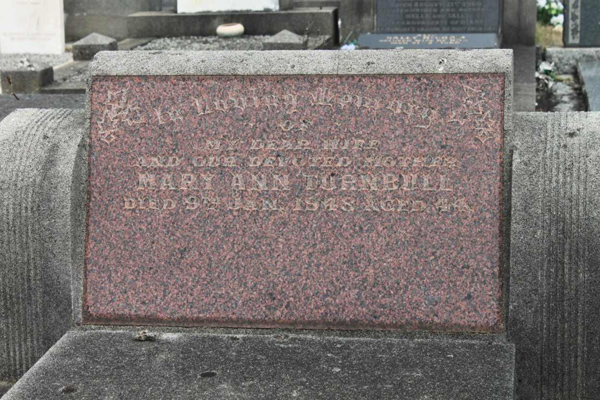 In Loving Memory
OF
MY DEAR WIFE
AND OUR DEVOTED MOTHER
MARY ANN TURNBULL
DIED 9TH JAN. 1948 AGED 44